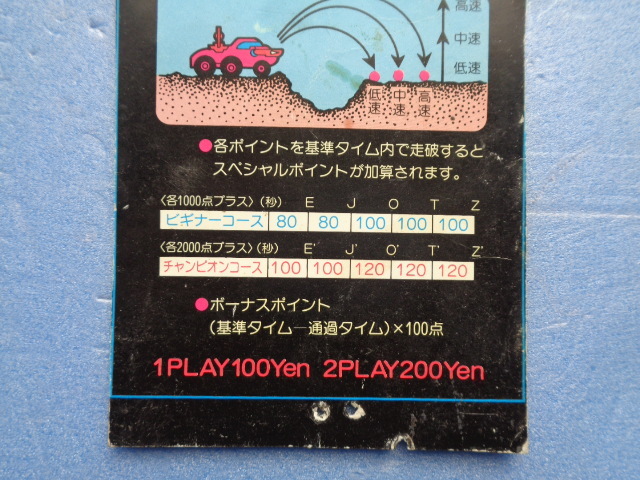 高速
中速
低速
低速 中速 高速
●各ポイントを基準タイム内で走破すると
スペシャルポイントが加算されます。
〈各1000点プラス〉(秒) E J O T Z
ビギナーコース 80 80 100 100 100
〈各2000点プラス〉(秒) E' J' O' T' Z'
チャンピオンコース 100 100 120 120 120
●ボーナスポイント
(基準タイム―通過タイム)×100点
1PLAY100Yen 2PLAY200Yen